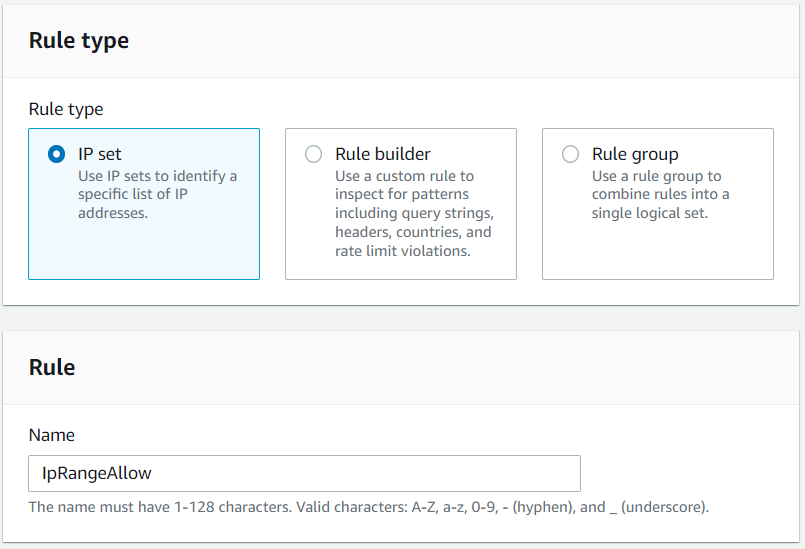 Rule type
Rule type
IP set
Use IP sets to identify a
specific list of IP
addresses.
Rule builder
Use a custom rule to
inspect for patterns
including query strings,
headers, countries, and
rate limit violations.
Rule group
Use a rule group to
combine rules into a
single logical set.
Rule
Name
IpRangeAllow
The name must have 1-128 characters. Valid characters: A-Z, a-z, 0-9, - (hyphen), and _ (underscore).